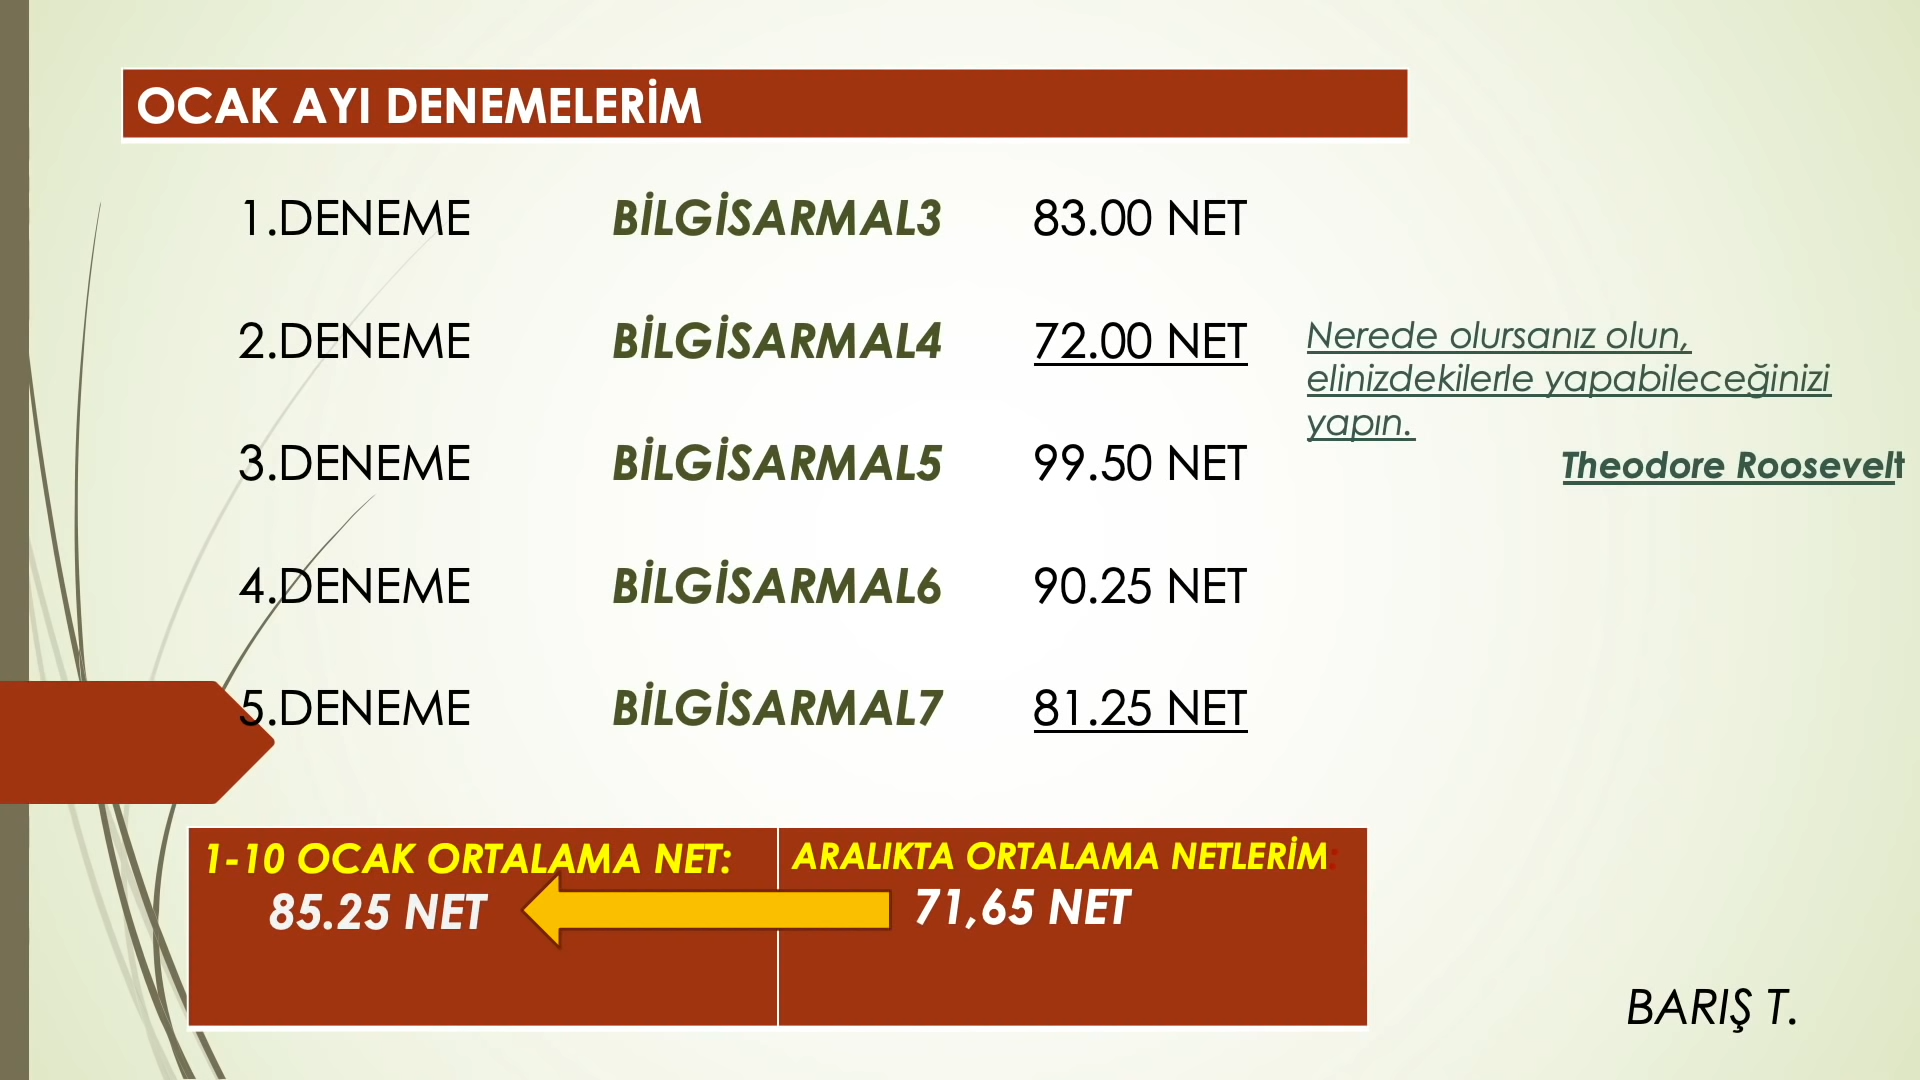 OCAK AYI DENEMELERİM
1.DENEME BİLGİSARMAL3 83.00 NET
2.DENEME BİLGİSARMAL4 72.00 NET
3.DENEME BİLGİSARMAL5 99.50 NET
4.DENEME BİLGİSARMAL6 90.25 NET
5.DENEME BİLGİSARMAL7 81.25 NET
Nerede olursanız olun,
elinizdekilerle yapabileceğinizi
yapın.
Theodore Roosevelt
1-10 OCAK ORTALAMA NET:
85.25 NET
ARALIKTA ORTALAMA NETLERİM:
71,65 NET
BARIŞ T.